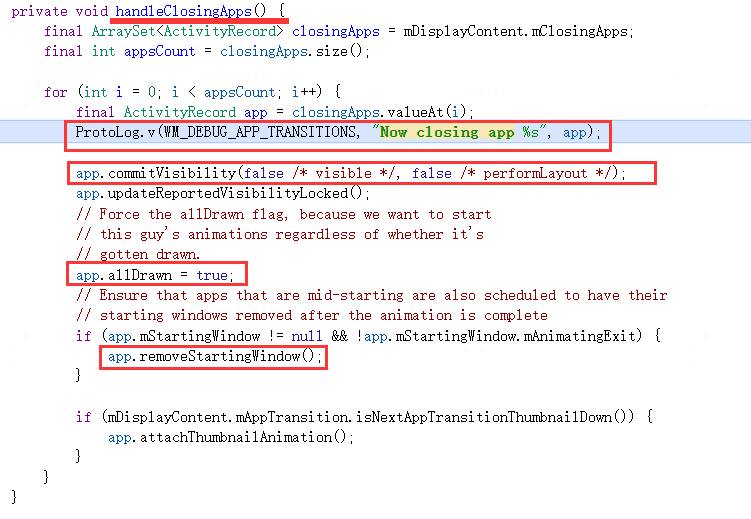 private void handleClosingApps() {
    final ArraySet<ActivityRecord> closingApps = mDisplayContent.mClosingApps;
    final int appsCount = closingApps.size();

    for (int i = 0; i < appsCount; i++) {
        final ActivityRecord app = closingApps.valueAt(i);
        ProtoLog.v(WM_DEBUG_APP_TRANSITIONS, "Now closing app %s", app);

        app.commitVisibility(false /* visible */, false /* performLayout */);
        app.updateReportedVisibilityLocked();
        // Force the allDrawn flag, because we want to start
        // this guy's animations regardless of whether it's
        // gotten drawn.
        app.allDrawn = true;
        // Ensure that apps that are mid-starting are also scheduled to have their
        // starting windows removed after the animation is complete
        if (app.mStartingWindow != null && !app.mStartingWindow.mAnimatingExit) {
            app.removeStartingWindow();
        }

        if (mDisplayContent.mAppTransition.isNextAppTransitionThumbnailDown()) {
            app.attachThumbnailAnimation();
        }
    }
}